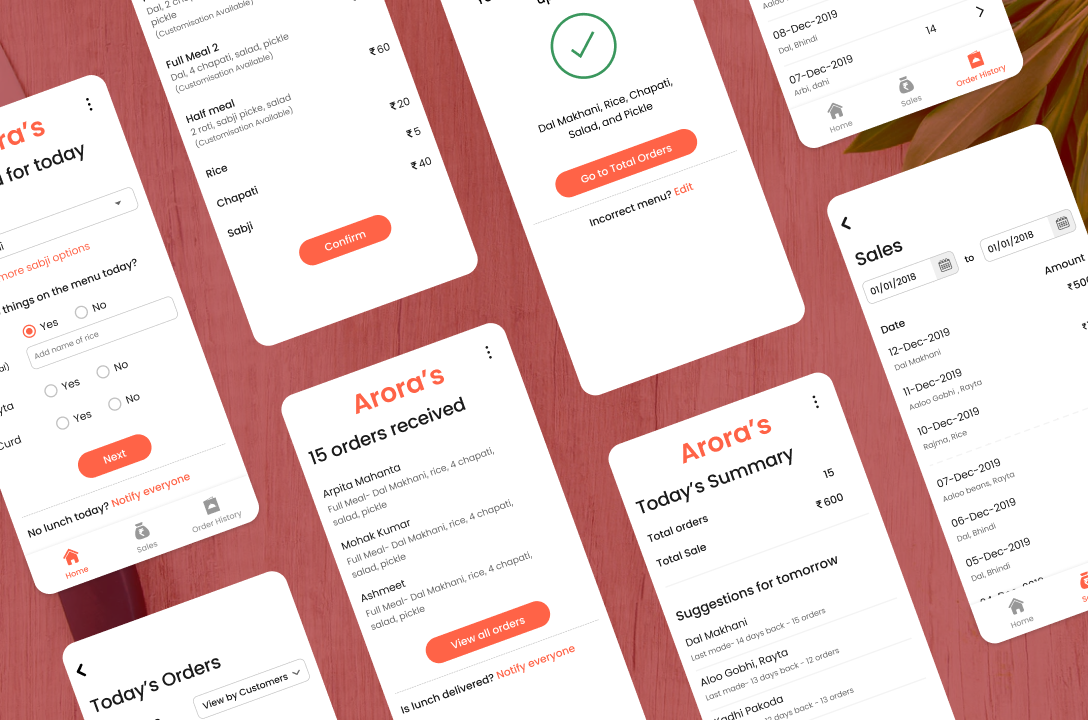 Dal, 2
pickle
(Customisation Available)
Full Meal 2
Dal, 4 chapati, salad, pickle
(Customisation Available)
₹60
Half meal
2 roti, sabji picke, salad
(Customisation Available)
₹20
Rice
₹5
Chapati
₹40
Sabji
Confirm
Dal Makhani, Rice, Chapati,
Salad, and Pickle
Go to Total Orders
Incorrect menu? Edit
08-Dec-2019
Dal, Bhindi
14
07-Dec-2019
Arbi, dahi
Home
Sales
Order History
ra's
for today
more sabji options
things on the menu today?
Yes
No
Add name of rice
Yes
No
Curd
Yes
No
Next
No lunch today? Notify everyone
Home
Sales
Order History
Arora's
15 orders received
Arpita Mahanta
Full Meal- Dal Makhani, rice, 4 chapati,
salad, pickle
Mohak Kumar
Full Meal- Dal Makhani, rice, 4 chapati,
salad, pickle
Ashmeet
Full Meal- Dal Makhani, rice, 4 chapati,
salad, pickle
View all orders
Is lunch delivered? Notify everyone
Today's Orders
View by Customers
Arora's
Today's Summary
Total orders
15
Total Sale
₹600
Suggestions for tomorrow
Dal Makhani
Last made- 14 days back - 15 orders
Aloo Gobhi, Rayta
Last made- 13 days back - 12 orders
Kadhi Pakoda
days back - 13 orders
Sales
01/01/2018
to
01/01/2018
Date
Amount
12-Dec-2019
Dal Makhani
11-Dec-2019
Aaloo Gobhi , Rayta
10-Dec-2019
Rajma, Rice
07-Dec-2019
Aaloo beans, Rayta
06-Dec-2019
Dal, Bhindi
05-Dec-2019
Dal, Bhindi
Home